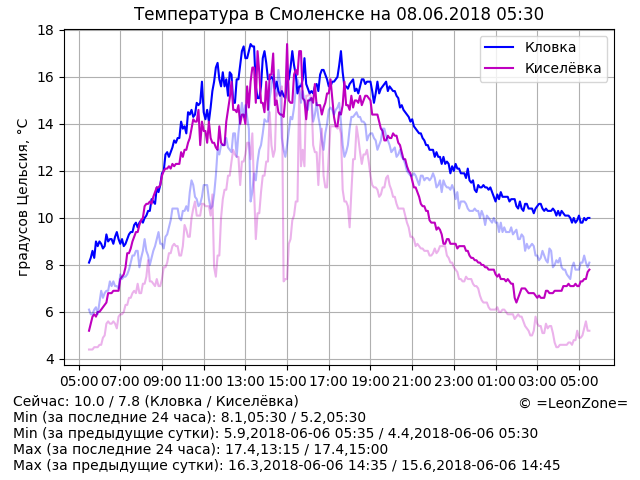 Температура в Смоленске на 08.06.2018 05:30
18
16
14
12
10
8
6
4
градусов Цельсия, °C
Кловка
Киселёвка
05:00 07:00 09:00 11:00 13:00 15:00 17:00 19:00 21:00 23:00 01:00 03:00 05:00
Сейчас: 10.0 / 7.8 (Кловка / Киселёвка)
© =LeonZone=
Min (за последние 24 часа): 8.1,05:30 / 5.2,05:30
Min (за предыдущие сутки): 5.9,2018-06-06 05:35 / 4.4,2018-06-06 05:30
Max (за последние 24 часа): 17.4,13:15 / 17.4,15:00
Max (за предыдущие сутки): 16.3,2018-06-06 14:35 / 15.6,2018-06-06 14:45